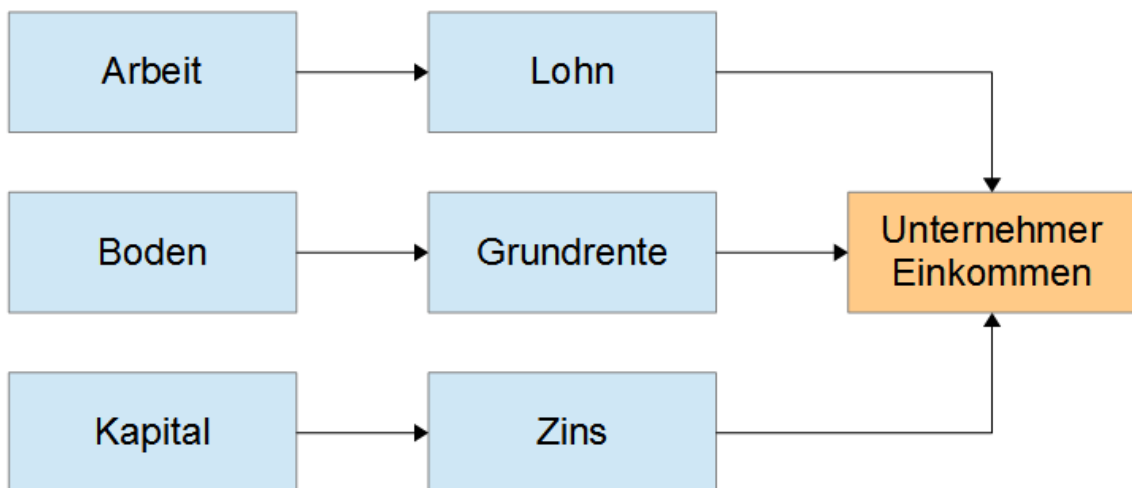 Arbeit
Lohn
Boden
Grundrente
Unternehmer
Einkommen
Kapital
Zins